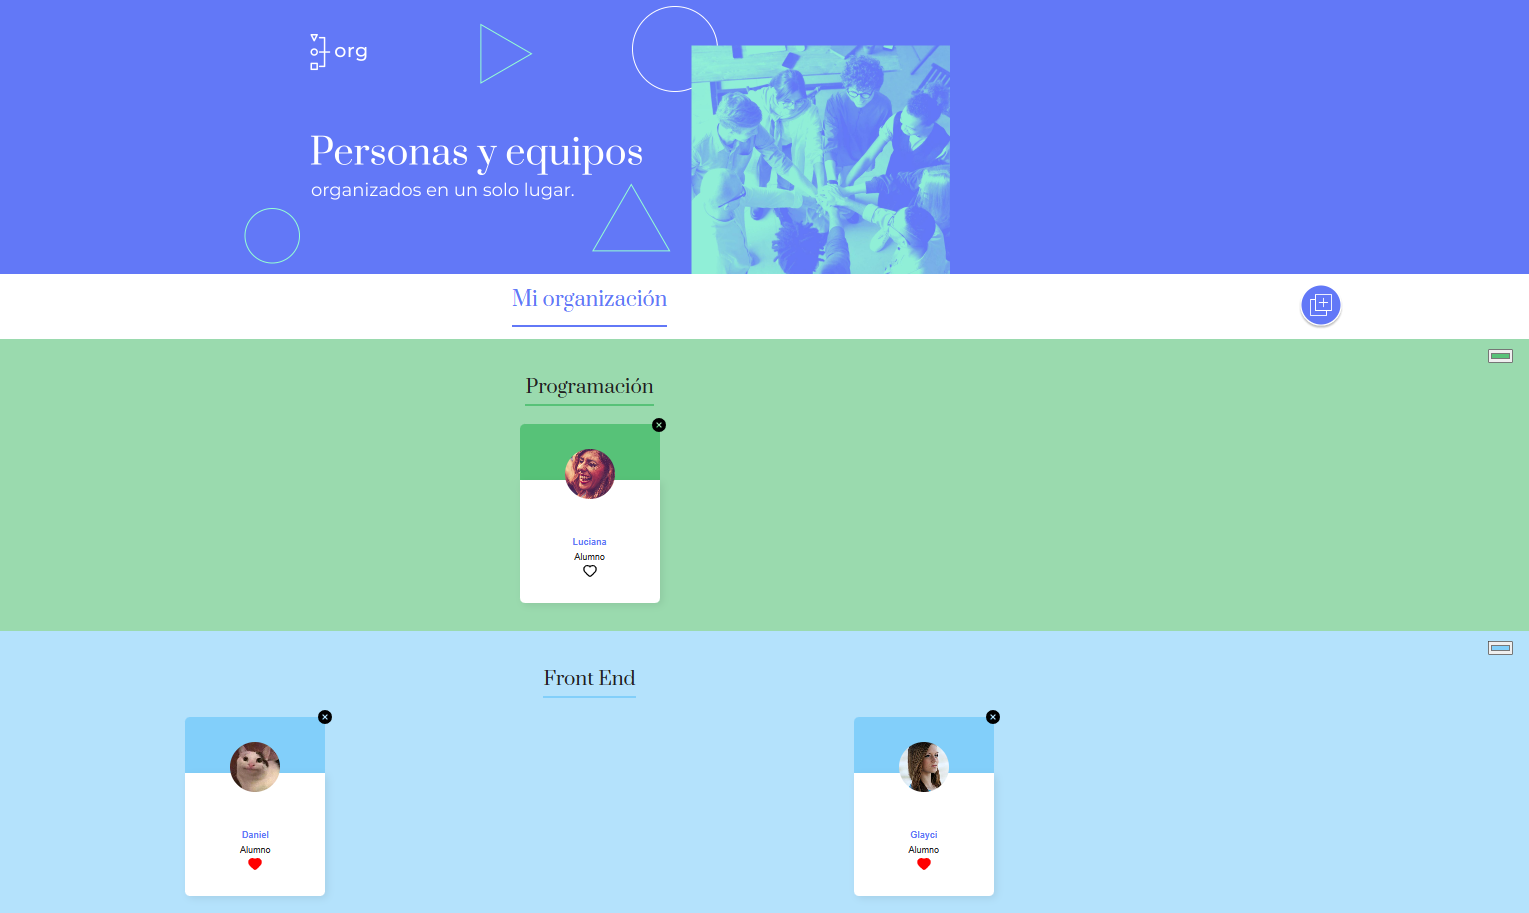 org
Personas y equipos
organizados en un solo lugar.
Mi organización
Programación
Luciana
Alumno
Front End
Daniel
Alumno
Glayci
Alumno